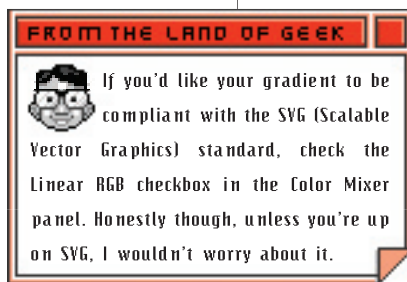 FROM THE LAND OF GEEK
If you'd like your gradient to be
compliant with the SVG (Scalable
Vector Graphics) standard, check the
Linear RGB checkbox in the Color Mixer
panel. Honestly though, unless you're up
on SVG, I wouldn't worry about it.